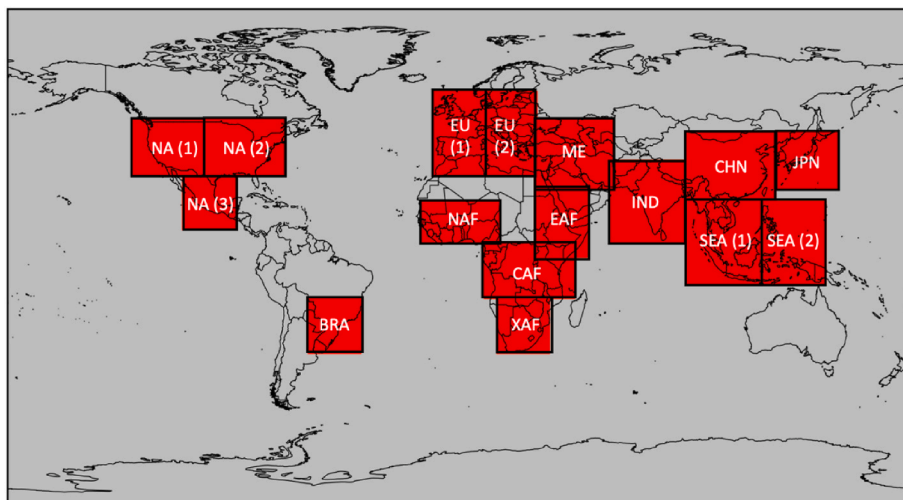 NA (1)
NA (2)
NA (3)
EU
(1)
EU
(2)
ME
CHN
JPN
IND
NAF
EAF
SEA (1)
SEA (2)
CAF
BRA
XAF